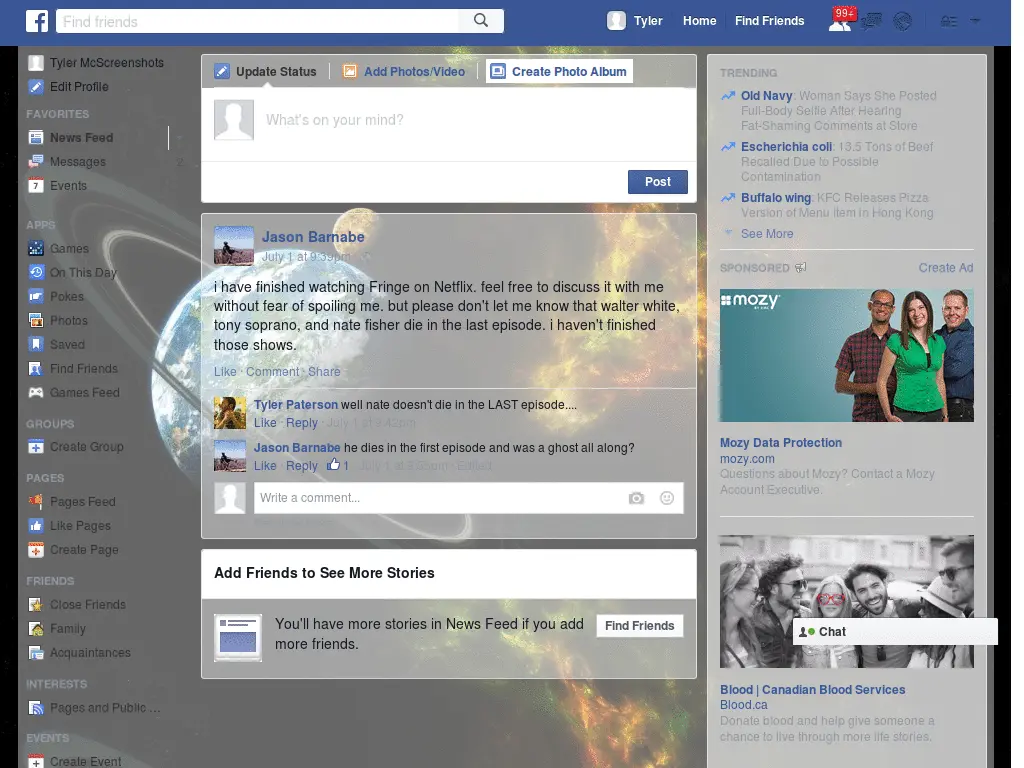 f
Find friends
Tyler
Home
Find Friends
99+
Tyler McScreenshots
Edit Profile
FAVORITES
News Feed
Messages
Events
APPS
Games
On This Day
Pokes
Photos
Saved
Find Friends
Games Feed
GROUPS
Create Group
PAGES
Pages Feed
Like Pages
Create Page
FRIENDS
Close Friends
Family
Acquaintances
INTERESTS
Pages and Public ...
EVENTS
Create Event
Update Status
Add Photos/Video
Create Photo Album
What's on your mind?
Post
Jason Barnabe
July 1 at 9:39pm
i have finished watching Fringe on Netflix. feel free to discuss it with me
without fear of spoiling me. but please don't let me know that walter white,
tony soprano, and nate fisher die in the last episode. i haven't finished
those shows.
Like · Comment · Share
Tyler Paterson well nate doesn't die in the LAST episode....
Like · Reply · July 1 at 9:42pm
Jason Barnabe he dies in the first episode and was a ghost all along?
Like · Reply · 1 · July 1 at
Edited
Write a comment...
Add Friends to See More Stories
You'll have more stories in News Feed if you add
more friends.
Find Friends
TRENDING
Old Navy: Woman Says She Posted
Full-Body Selfie After Hearing
Fat-Shaming Comments at Store
Escherichia coli: 13.5 Tons of Beef
Recalled Due to Possible
Contamination
Buffalo wing: KFC Releases Pizza
Version of Menu Item in Hong Kong
See More
SPONSORED
Create Ad
mozy
Mozy Data Protection
mozy.com
Questions about Mozy? Contact a Mozy
Account Executive.
Chat
Blood | Canadian Blood Services
Blood.ca
Donate blood and help give someone a
chance to live through more life stories.